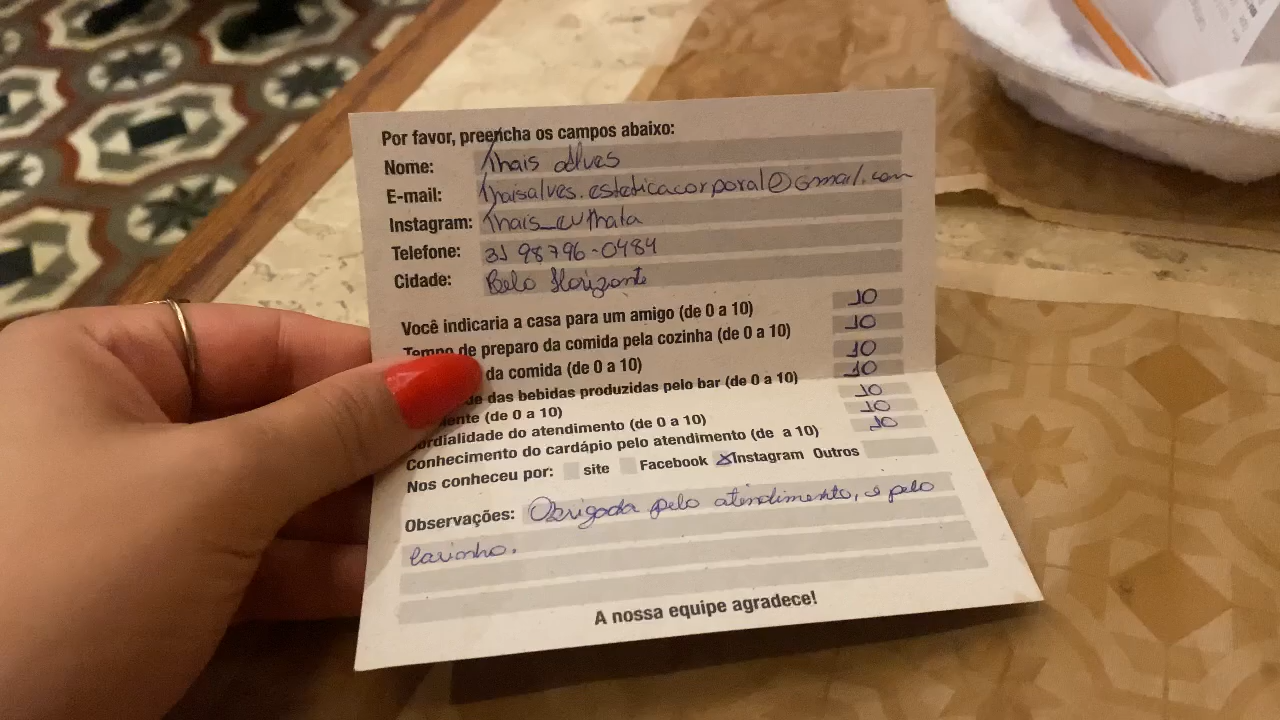 Por favor, preencha os campos abaixo:
Nome: Thais Alves
E-mail: Thaisalves.esteticacorporal@Gmail.com
Instagram: Thais_
Telefone: 31 98796-0484
Cidade: Belo Horizonte
Você indicaria a casa para um amigo (de 0 a 10) 10
Tempo de preparo da comida pela cozinha (de 0 a 10) 10
da comida (de 0 a 10) 10
das bebidas produzidas pelo bar (de 0 a 10) 10
(de 0 a 10) 10
Cordialidade do atendimento (de 0 a 10) 10
Conhecimento do cardápio pelo atendimento (de a 10) 10
Nos conheceu por: site Facebook X Instagram Outros
Observações: Obrigada pelo atendimento, e pelo
carinho.
A nossa equipe agradece!